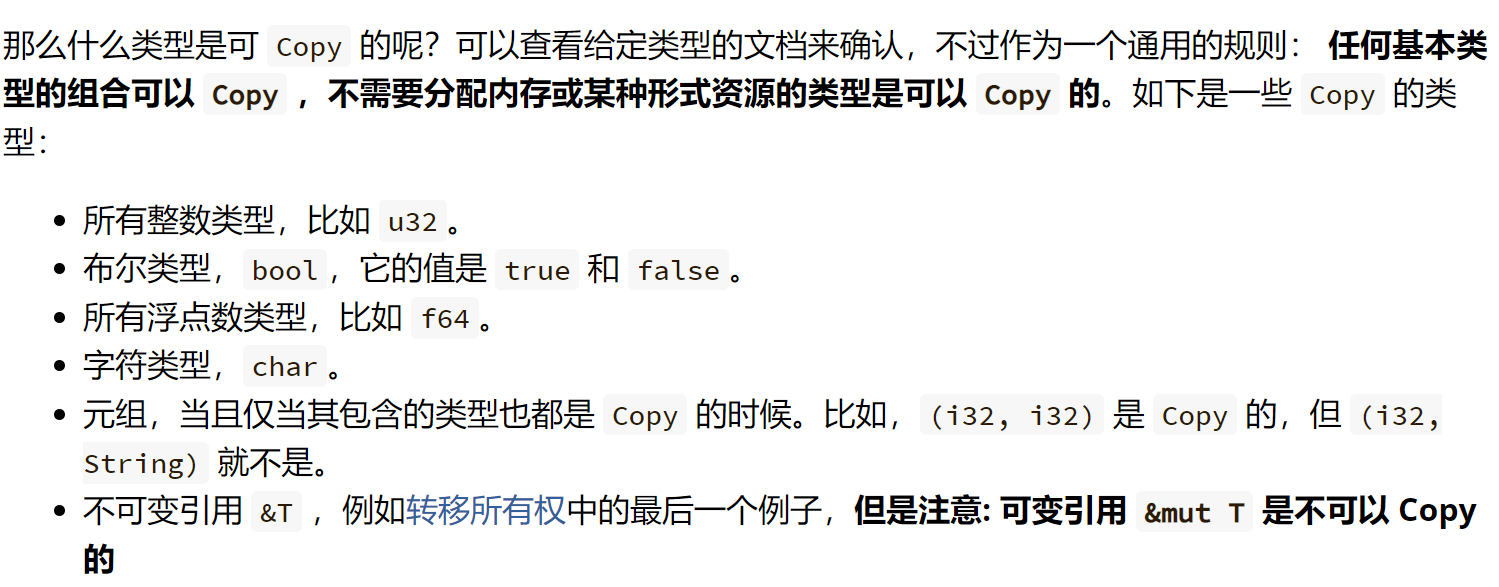 那么什么类型是可 Copy 的呢？可以查看给定类型的文档来确认，不过作为一个通用的规则： 任何基本类
型的组合可以 Copy ，不需要分配内存或某种形式资源的类型是可以 Copy 的。如下是一些 Copy 的类
型：
所有整数类型，比如 u32。
布尔类型，bool，它的值是 true 和 false。
所有浮点数类型，比如 f64。
字符类型，char。
元组，当且仅当其包含的类型也都是 Copy 的时候。比如，(i32, i32) 是 Copy 的，但 (i32,
String) 就不是。
不可变引用 &T ，例如转移所有权中的最后一个例子，但是注意: 可变引用 &mut T 是不可以 Copy
的